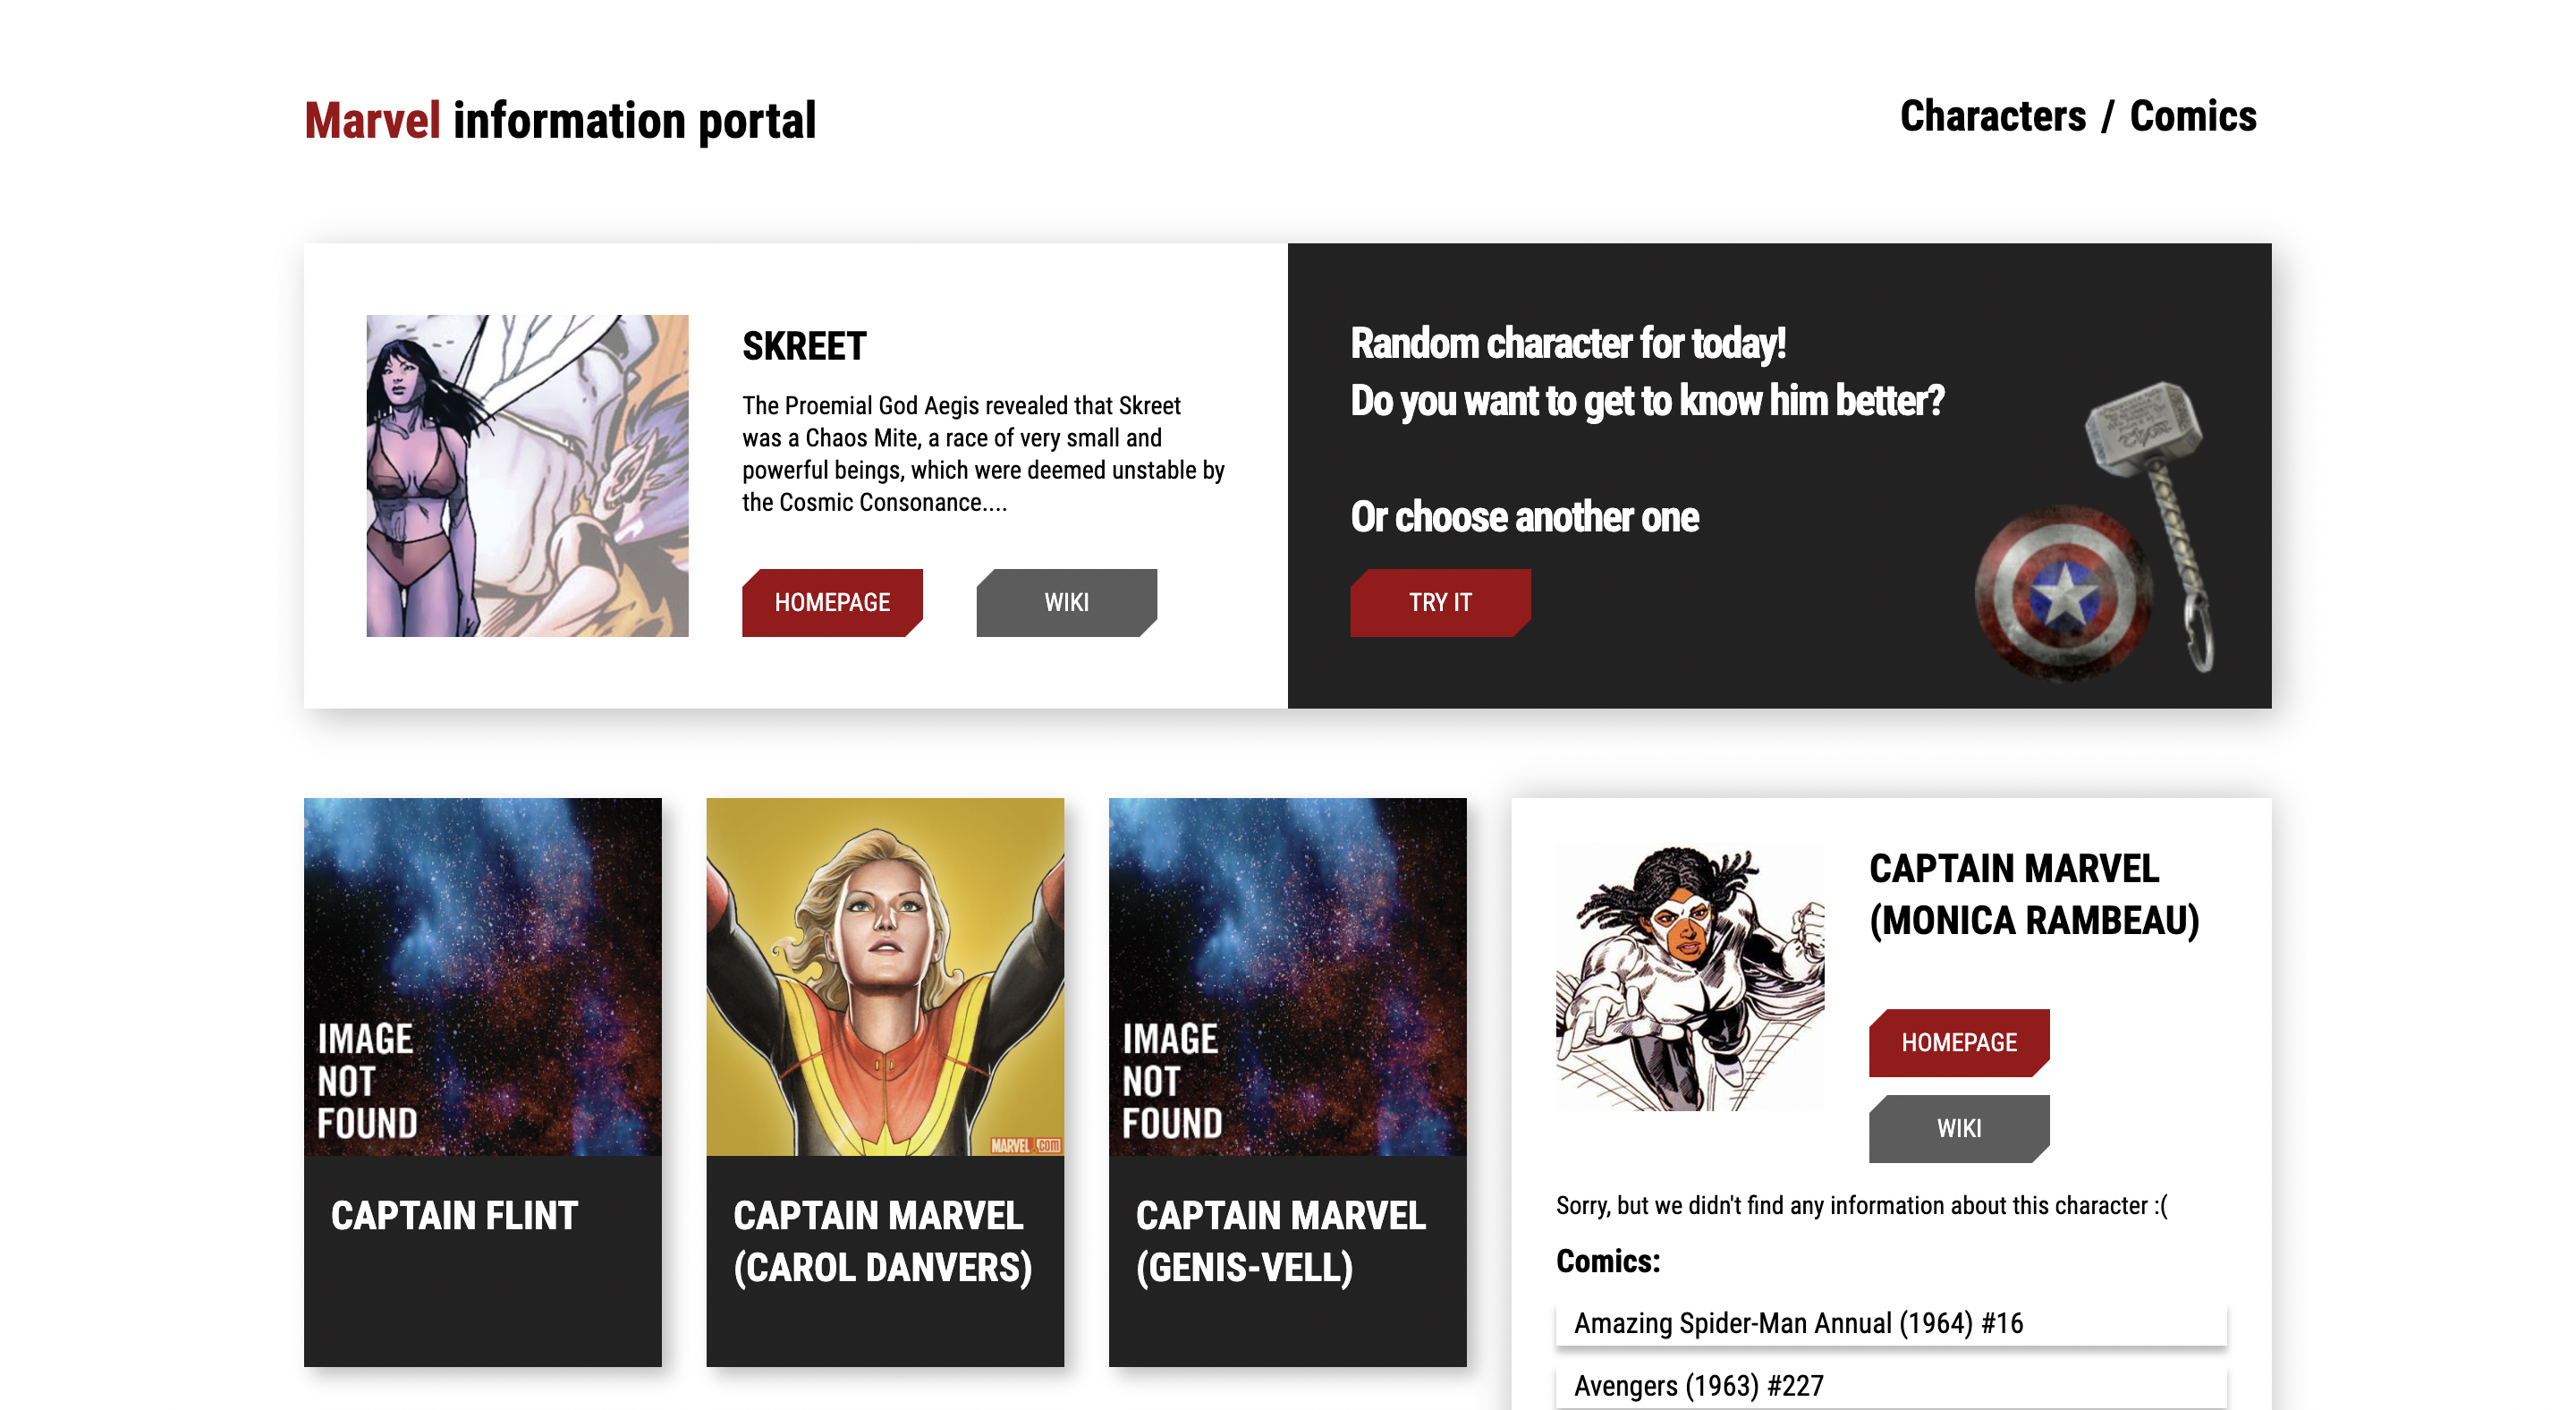 Marvel information portal
Characters / Comics
SKREET
The Proemial God Aegis revealed that Skreet
was a Chaos Mite, a race of very small and
powerful beings, which were deemed unstable by
the Cosmic Consonance....
HOMEPAGE
WIKI
Random character for today!
Do you want to get to know him better?
Or choose another one
TRY IT
IMAGE
NOT
FOUND
CAPTAIN FLINT
MARVEL.com
CAPTAIN MARVEL
(CAROL DANVERS)
IMAGE
NOT
FOUND
CAPTAIN MARVEL
(GENIS-VELL)
CAPTAIN MARVEL
(MONICA RAMBEAU)
HOMEPAGE
WIKI
Sorry, but we didn't find any information about this character :(
Comics:
Amazing Spider-Man Annual (1964) #16
Avengers (1963) #227